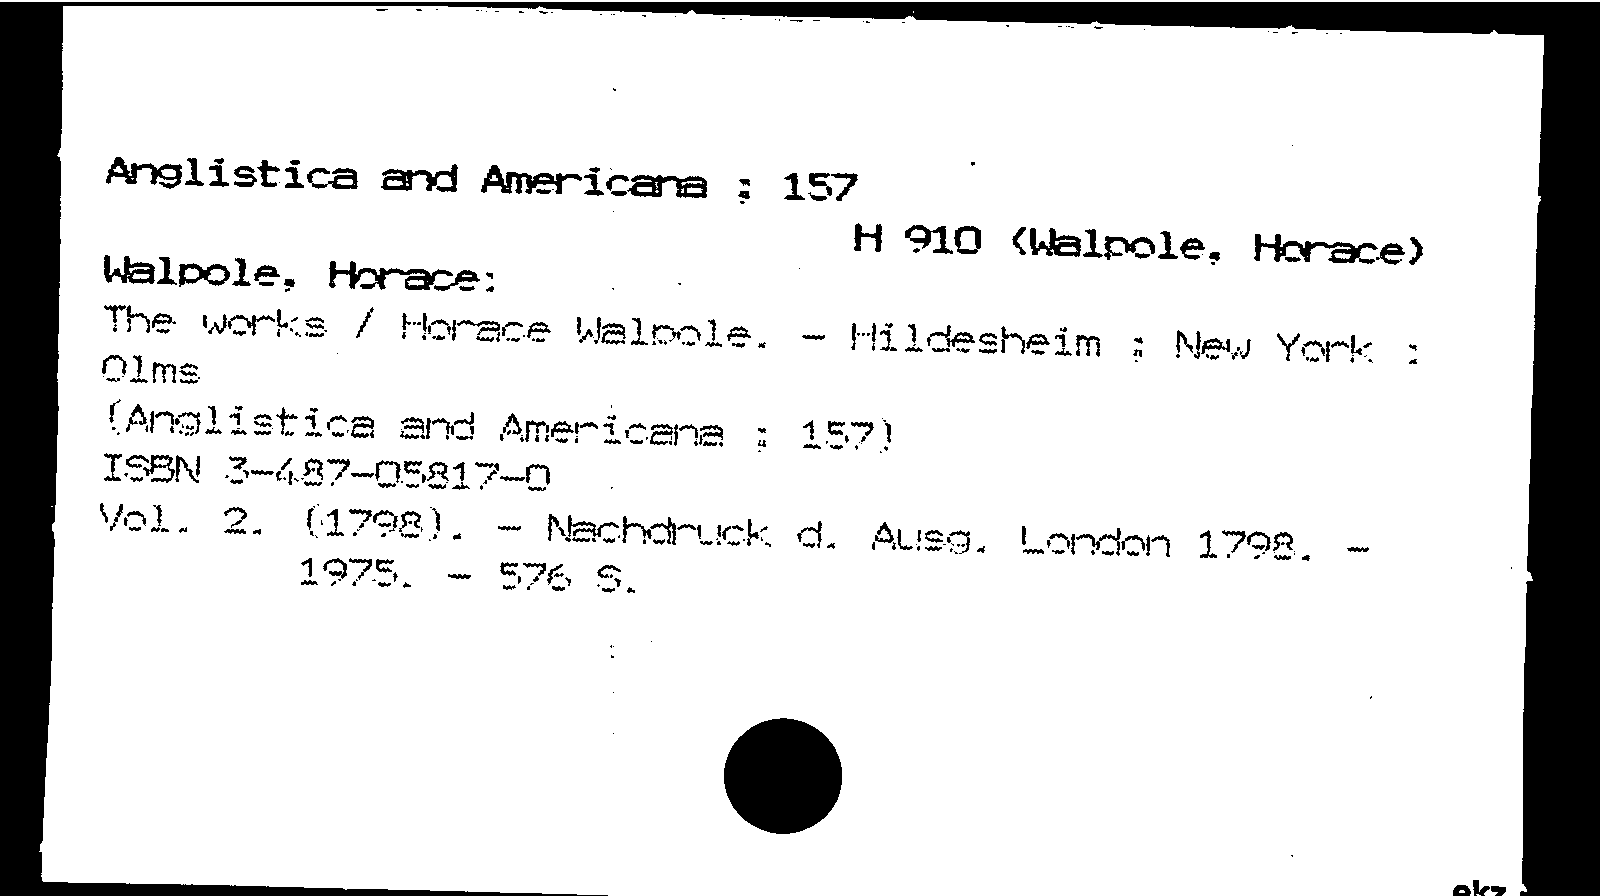 Anglistica and Americana ; 157
H 910 (Walpole, Horace)
Walpole, Horace:
The works / Horace Walpole. - Hildesheim ; New York :
Olms
(Anglistica and Americana ; 157)
ISBN 3-487-05817-0
Vol. 2. (1798). - Nachdruck d. Ausg. London 1798. -
1975. - 576 S.
ekz